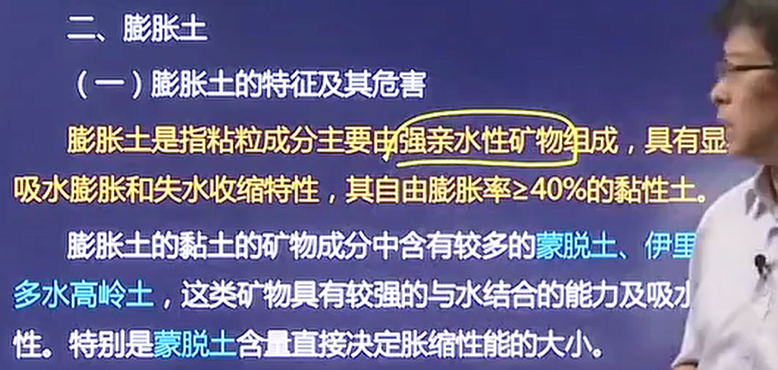 二、膨胀土
（一）膨胀土的特征及其危害
膨胀土是指粘粒成分主要由强亲水性矿物组成，具有显
吸水膨胀和失水收缩特性，其自由膨胀率≥40%的黏性土。
膨胀土的黏土的矿物成分中含有较多的蒙脱土、伊里
多水高岭土，这类矿物具有较强的与水结合的能力及吸水
性。特别是蒙脱土含量直接决定胀缩性能的大小。